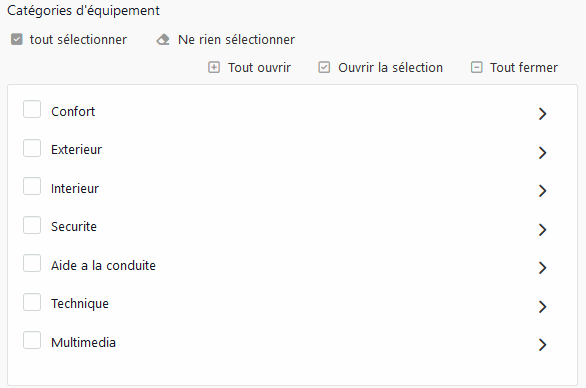 Catégories d'équipement
tout sélectionner Ne rien sélectionner
Tout ouvrir Ouvrir la sélection Tout fermer
Confort
Exterieur
Interieur
Securite
Aide a la conduite
Technique
Multimedia